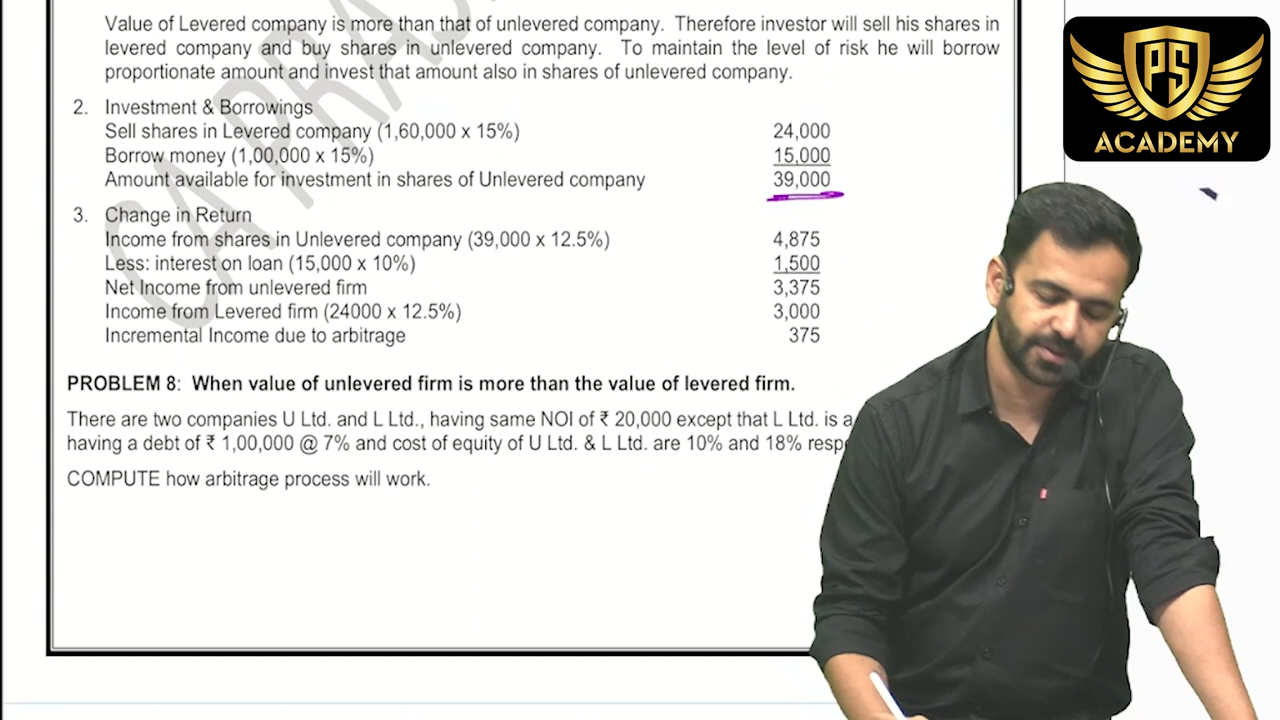 Value of Levered company is more than that of unlevered company. Therefore investor will sell his shares in
levered company and buy shares in unlevered company. To maintain the level of risk he will borrow
proportionate amount and invest that amount also in shares of unlevered company.
2. Investment & Borrowings
Sell shares in Levered company (1,60,000 x 15%) 24,000
Borrow money (1,00,000 x 15%) 15,000
Amount available for investment in shares of Unlevered company 39,000
3. Change in Return
Income from shares in Unlevered company (39,000 x 12.5%) 4,875
Less: interest on loan (15,000 x 10%) 1,500
Net Income from unlevered firm 3,375
Income from Levered firm (24000 x 12.5%) 3,000
Incremental Income due to arbitrage 375
PROBLEM 8: When value of unlevered firm is more than the value of levered firm.
There are two companies U Ltd. and L Ltd., having same NOI of ₹ 20,000 except that L Ltd. is a
having a debt of ₹ 1,00,000 @ 7% and cost of equity of U Ltd. & L Ltd. are 10% and 18%
COMPUTE how arbitrage process will work.
PS
ACADEMY